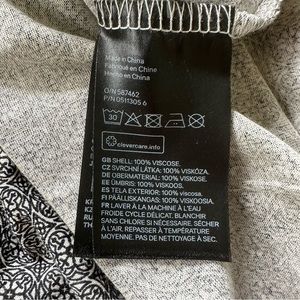 Made in China
Fabriqué en Chine
Hecho en China
O/N 587462
P/N 0511305 6
30
clevercare.info
GB SHELL: 100% VISCOSE.
CZ SVRCHNÍ LÁTKA: 100% VISKÓZA.
DE OBERMATERIAL: 100% VISKOSE.
EE ÜMBRIS: 100% VISKOOS.
ES TELA EXTERIOR: 100% viscosa.
FI PÄÄLLISKANGAS: 100% VISKOOSIA
FR LAVER À LA MACHINE À L'EAU
FROIDE CYCLE DÉLICAT. BLANCHIR
SANS CHLORE SI NÉCESSAIRE. SÉCHER
À L'AIR. REPASSER À TEMPÉRATURE
MOYENNE. PAS DE NETTOYAGE À SEC.